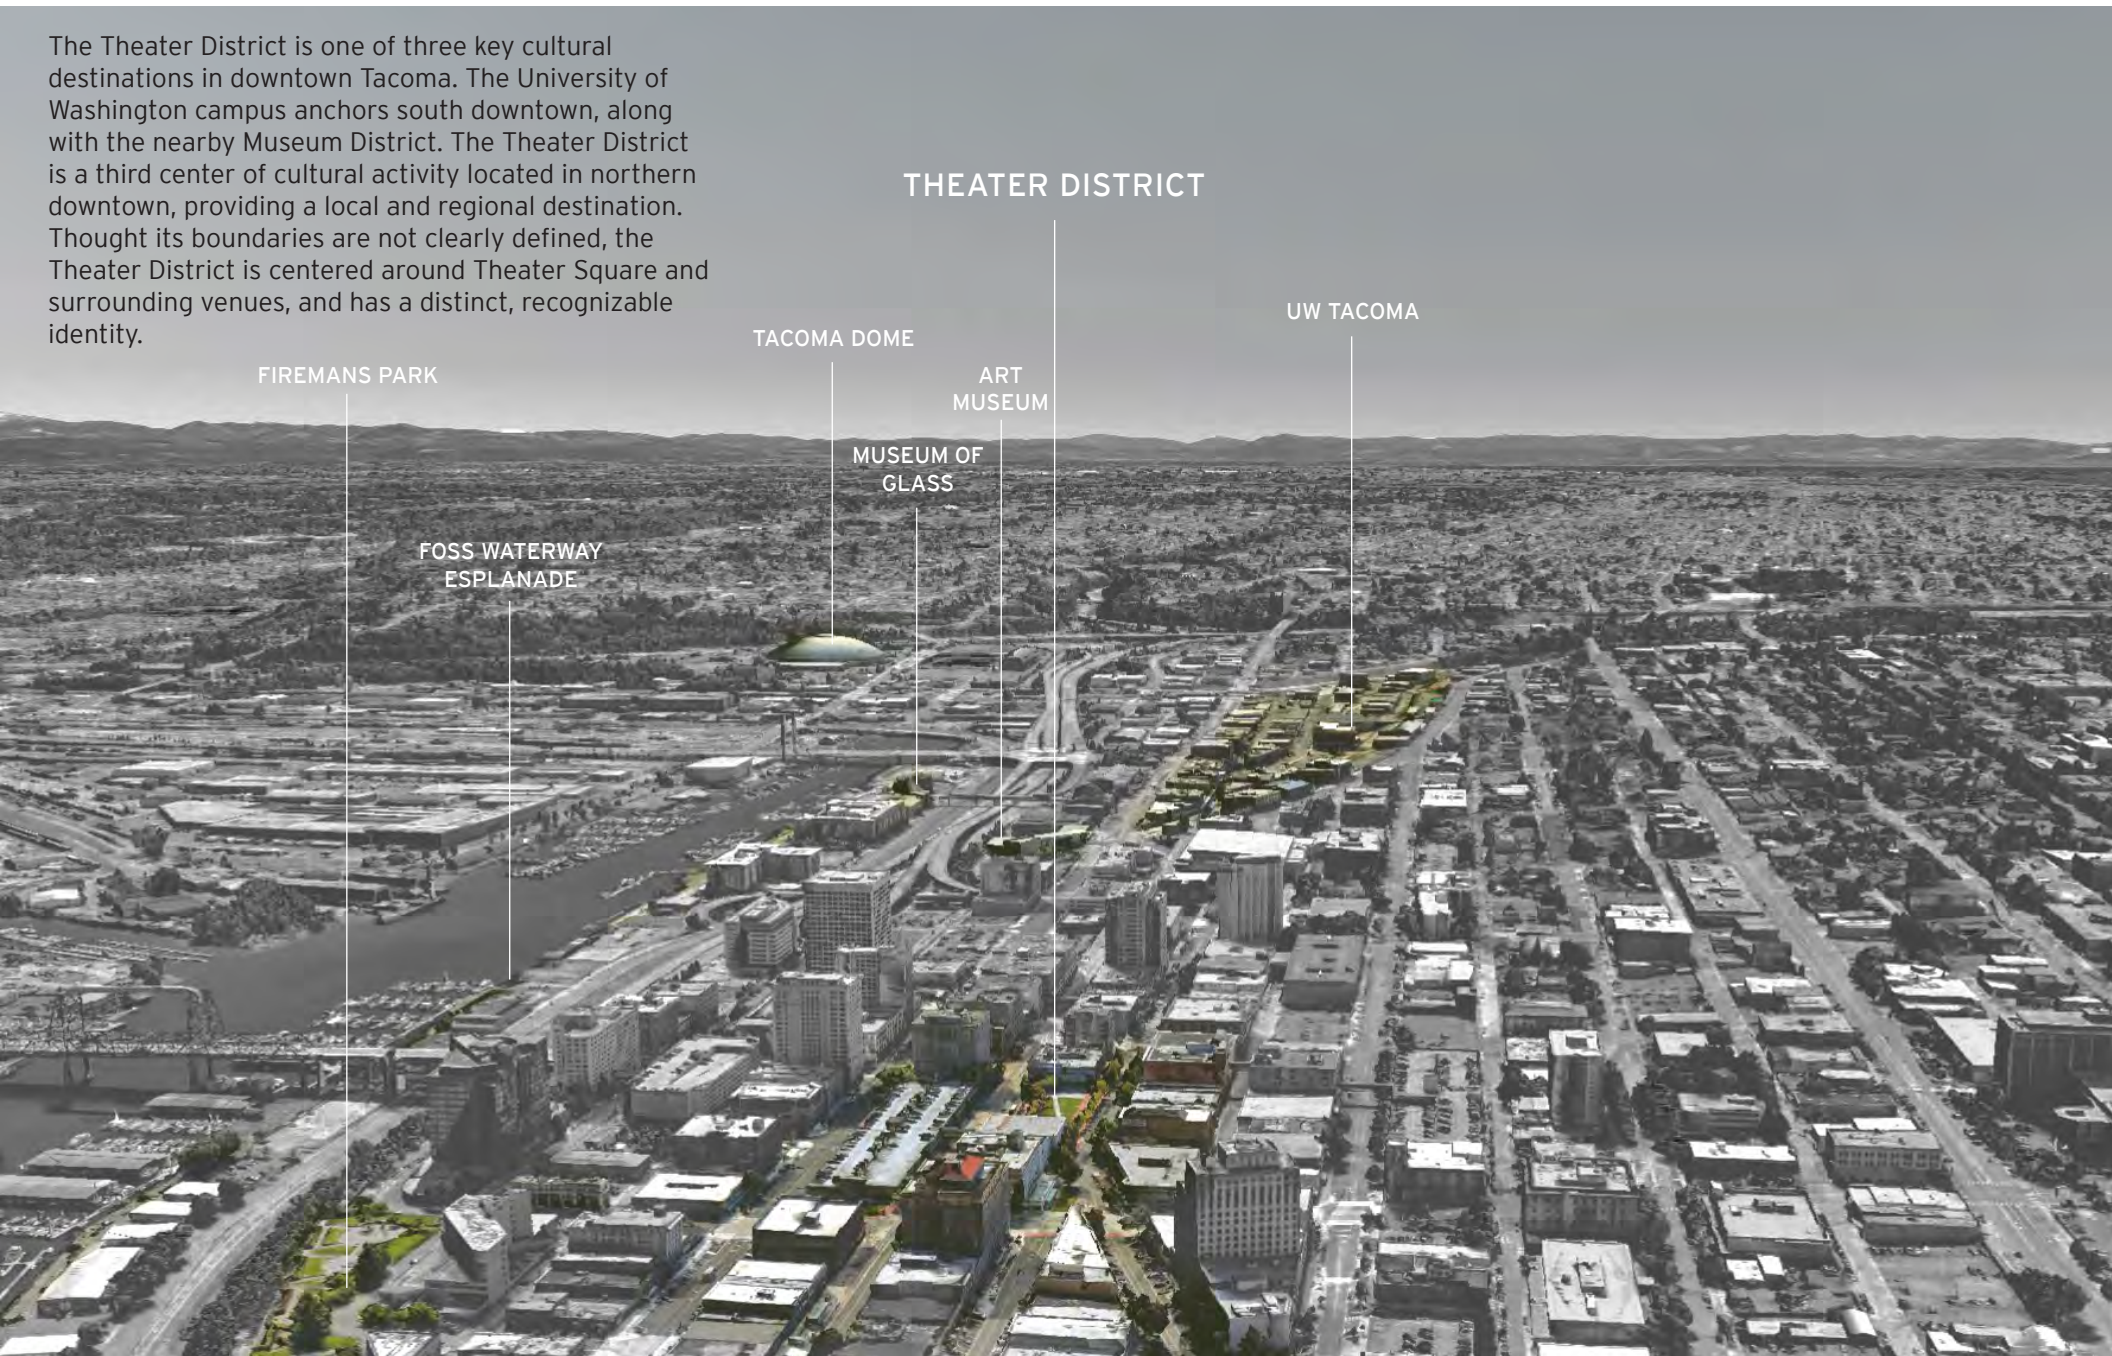 The Theater District is one of three key cultural
destinations in downtown Tacoma. The University of
Washington campus anchors south downtown, along
with the nearby Museum District. The Theater District
is a third center of cultural activity located in northern
downtown, providing a local and regional destination.
Thought its boundaries are not clearly defined, the
Theater District is centered around Theater Square and
surrounding venues, and has a distinct, recognizable
identity.
THEATER DISTRICT
UW TACOMA
TACOMA DOME
FIREMANS PARK
ART
MUSEUM
MUSEUM OF
GLASS
FOSS WATERWAY
ESPLANADE